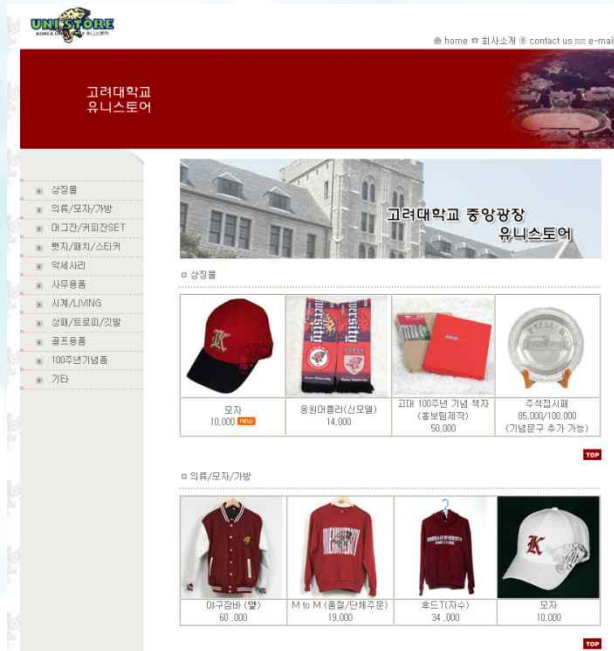 UNISTORE
home 회사소개 contact us e-mail
고려대학교
유니스토어
상징물
의류/모자/가방
머그잔/커피잔SET
뱃지/패치/스티커
악세사리
사무용품
시계/LIVING
상패/트로피/깃발
골프용품
100주년기념품
기타
고려대학교 중앙광장
유니스토어
상징물
모자
10,000
응원머플러(신모델)
14,000
고대 100주년 기념 책자
(홍보팀제작)
50,000
주석접시패
85,000/100,000
(기념문구 추가 가능)
TOP
의류/모자/가방
야구잠바 (얇)
60 ,000
M to M (품절/단체주문)
19,000
후드T(자수)
34 ,000
모자
10,000
TOP